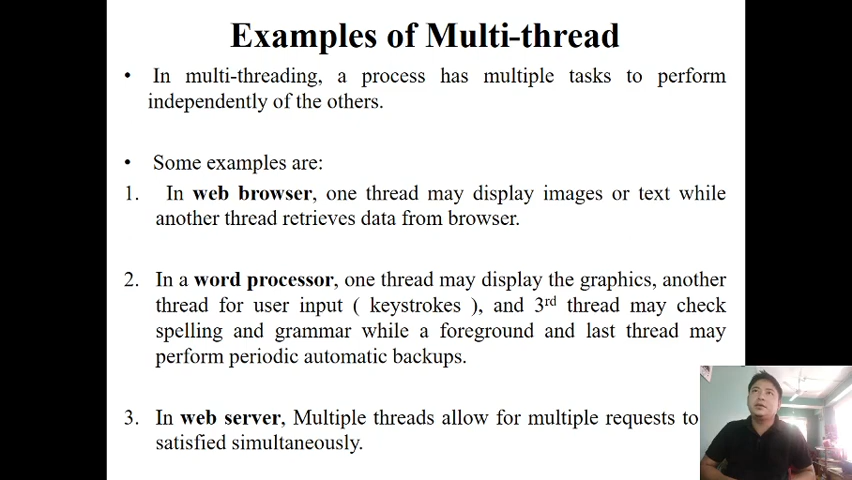 Examples of Multi-thread
• In multi-threading, a process has multiple tasks to perform
independently of the others.
• Some examples are:
1. In web browser, one thread may display images or text while
another thread retrieves data from browser.
2. In a word processor, one thread may display the graphics, another
thread for user input ( keystrokes ), and 3rd thread may check
spelling and grammar while a foreground and last thread may
perform periodic automatic backups.
3. In web server, Multiple threads allow for multiple requests to
satisfied simultaneously.